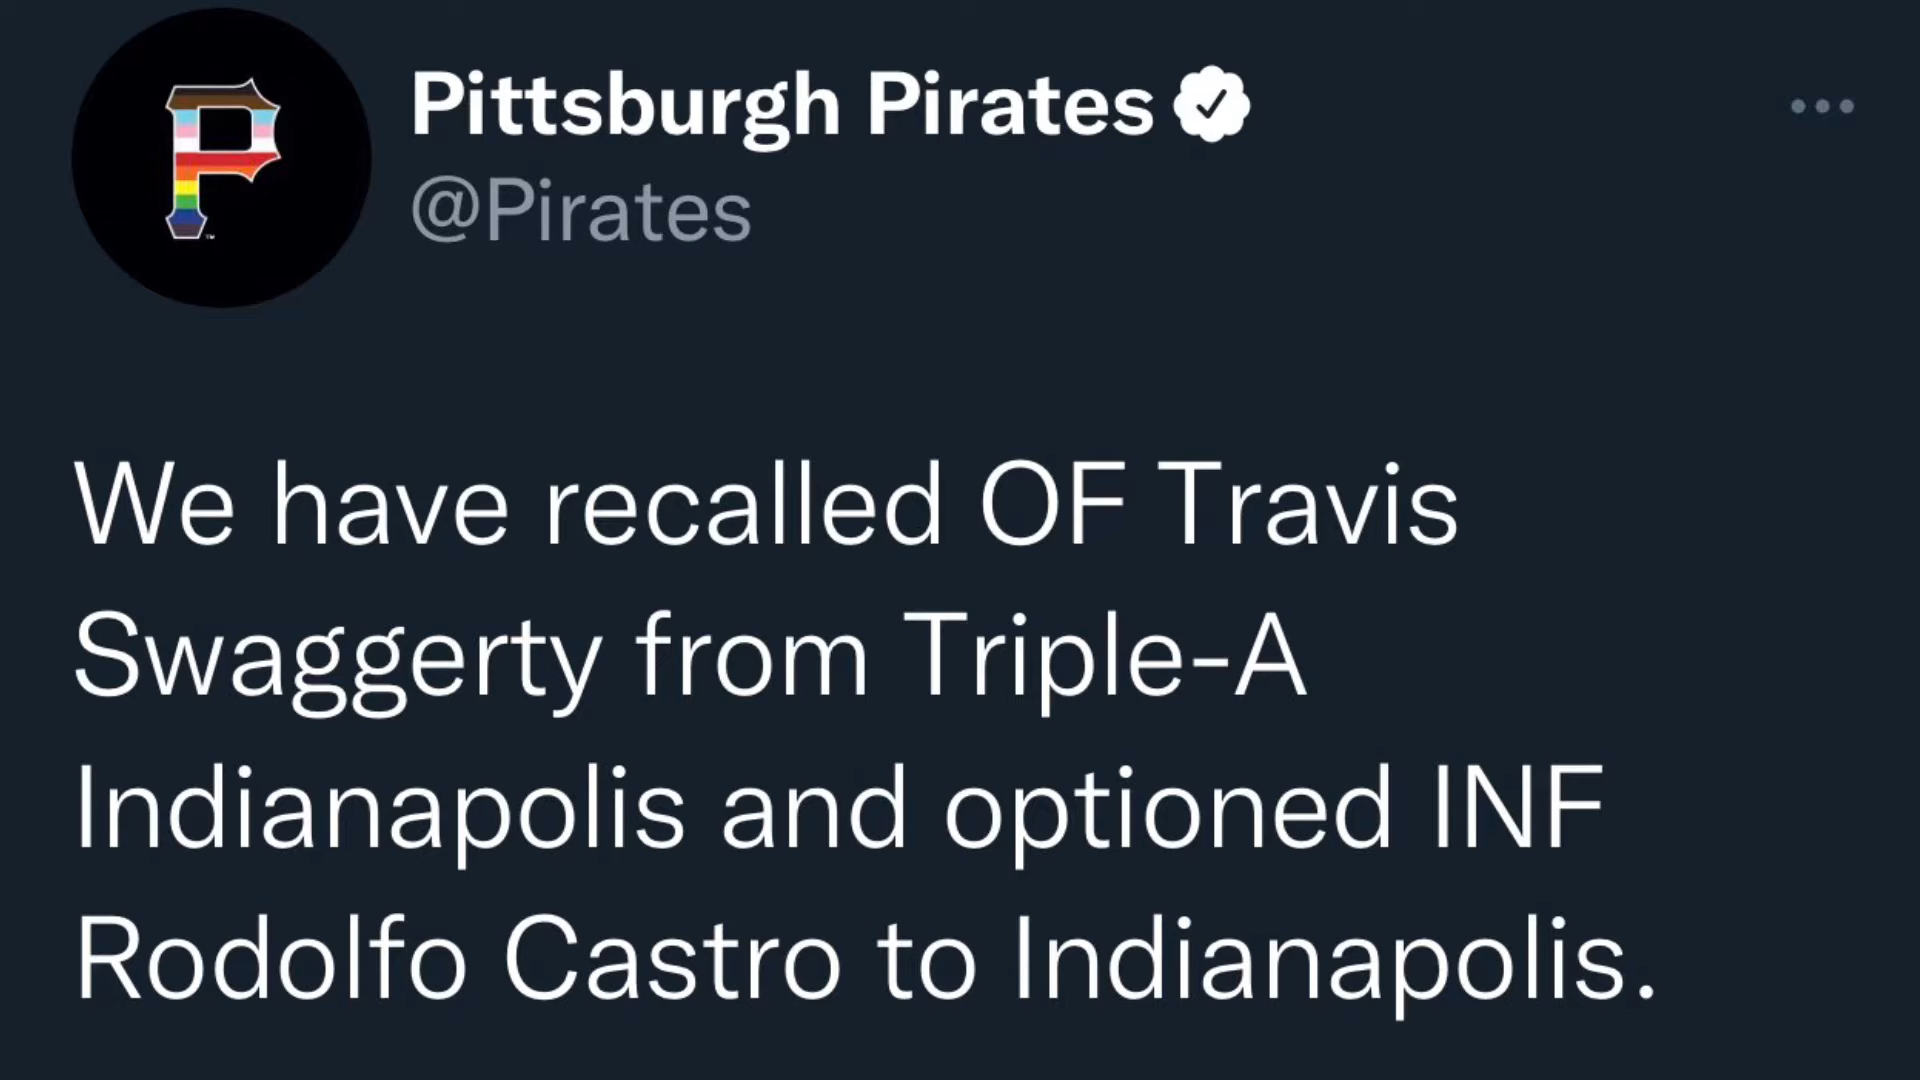 Pittsburgh Pirates
@Pirates
P
TM
We have recalled OF Travis
Swaggerty from Triple-A
Indianapolis and optioned INF
Rodolfo Castro to Indianapolis.